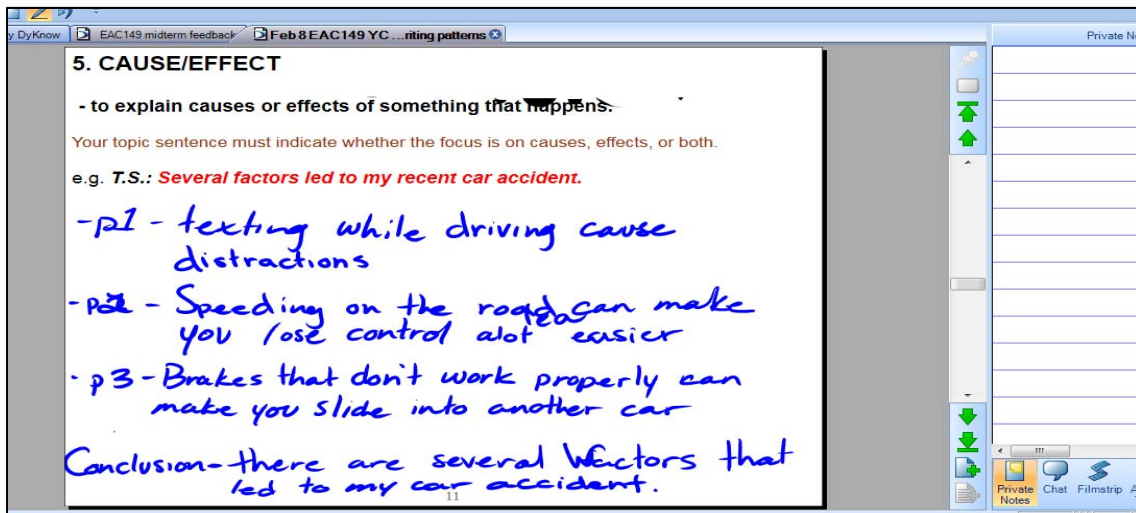 y DyKnow EAC149 midterm feedback Feb 8 EAC149 YC ...riting patterns
Private N
5. CAUSE/EFFECT
- to explain causes or effects of something that happens.
Your topic sentence must indicate whether the focus is on causes, effects, or both.
e.g. T.S.: Several factors led to my recent car accident.
-p1 - texting while driving cause
distractions
-p2 - Speeding on the road can make
you lose control alot easier
- p3 - Brakes that don't work properly can
make you slide into another car
Conclusion - there are several factors that
led to my car accident.
11
Private Notes Chat Filmstrip A